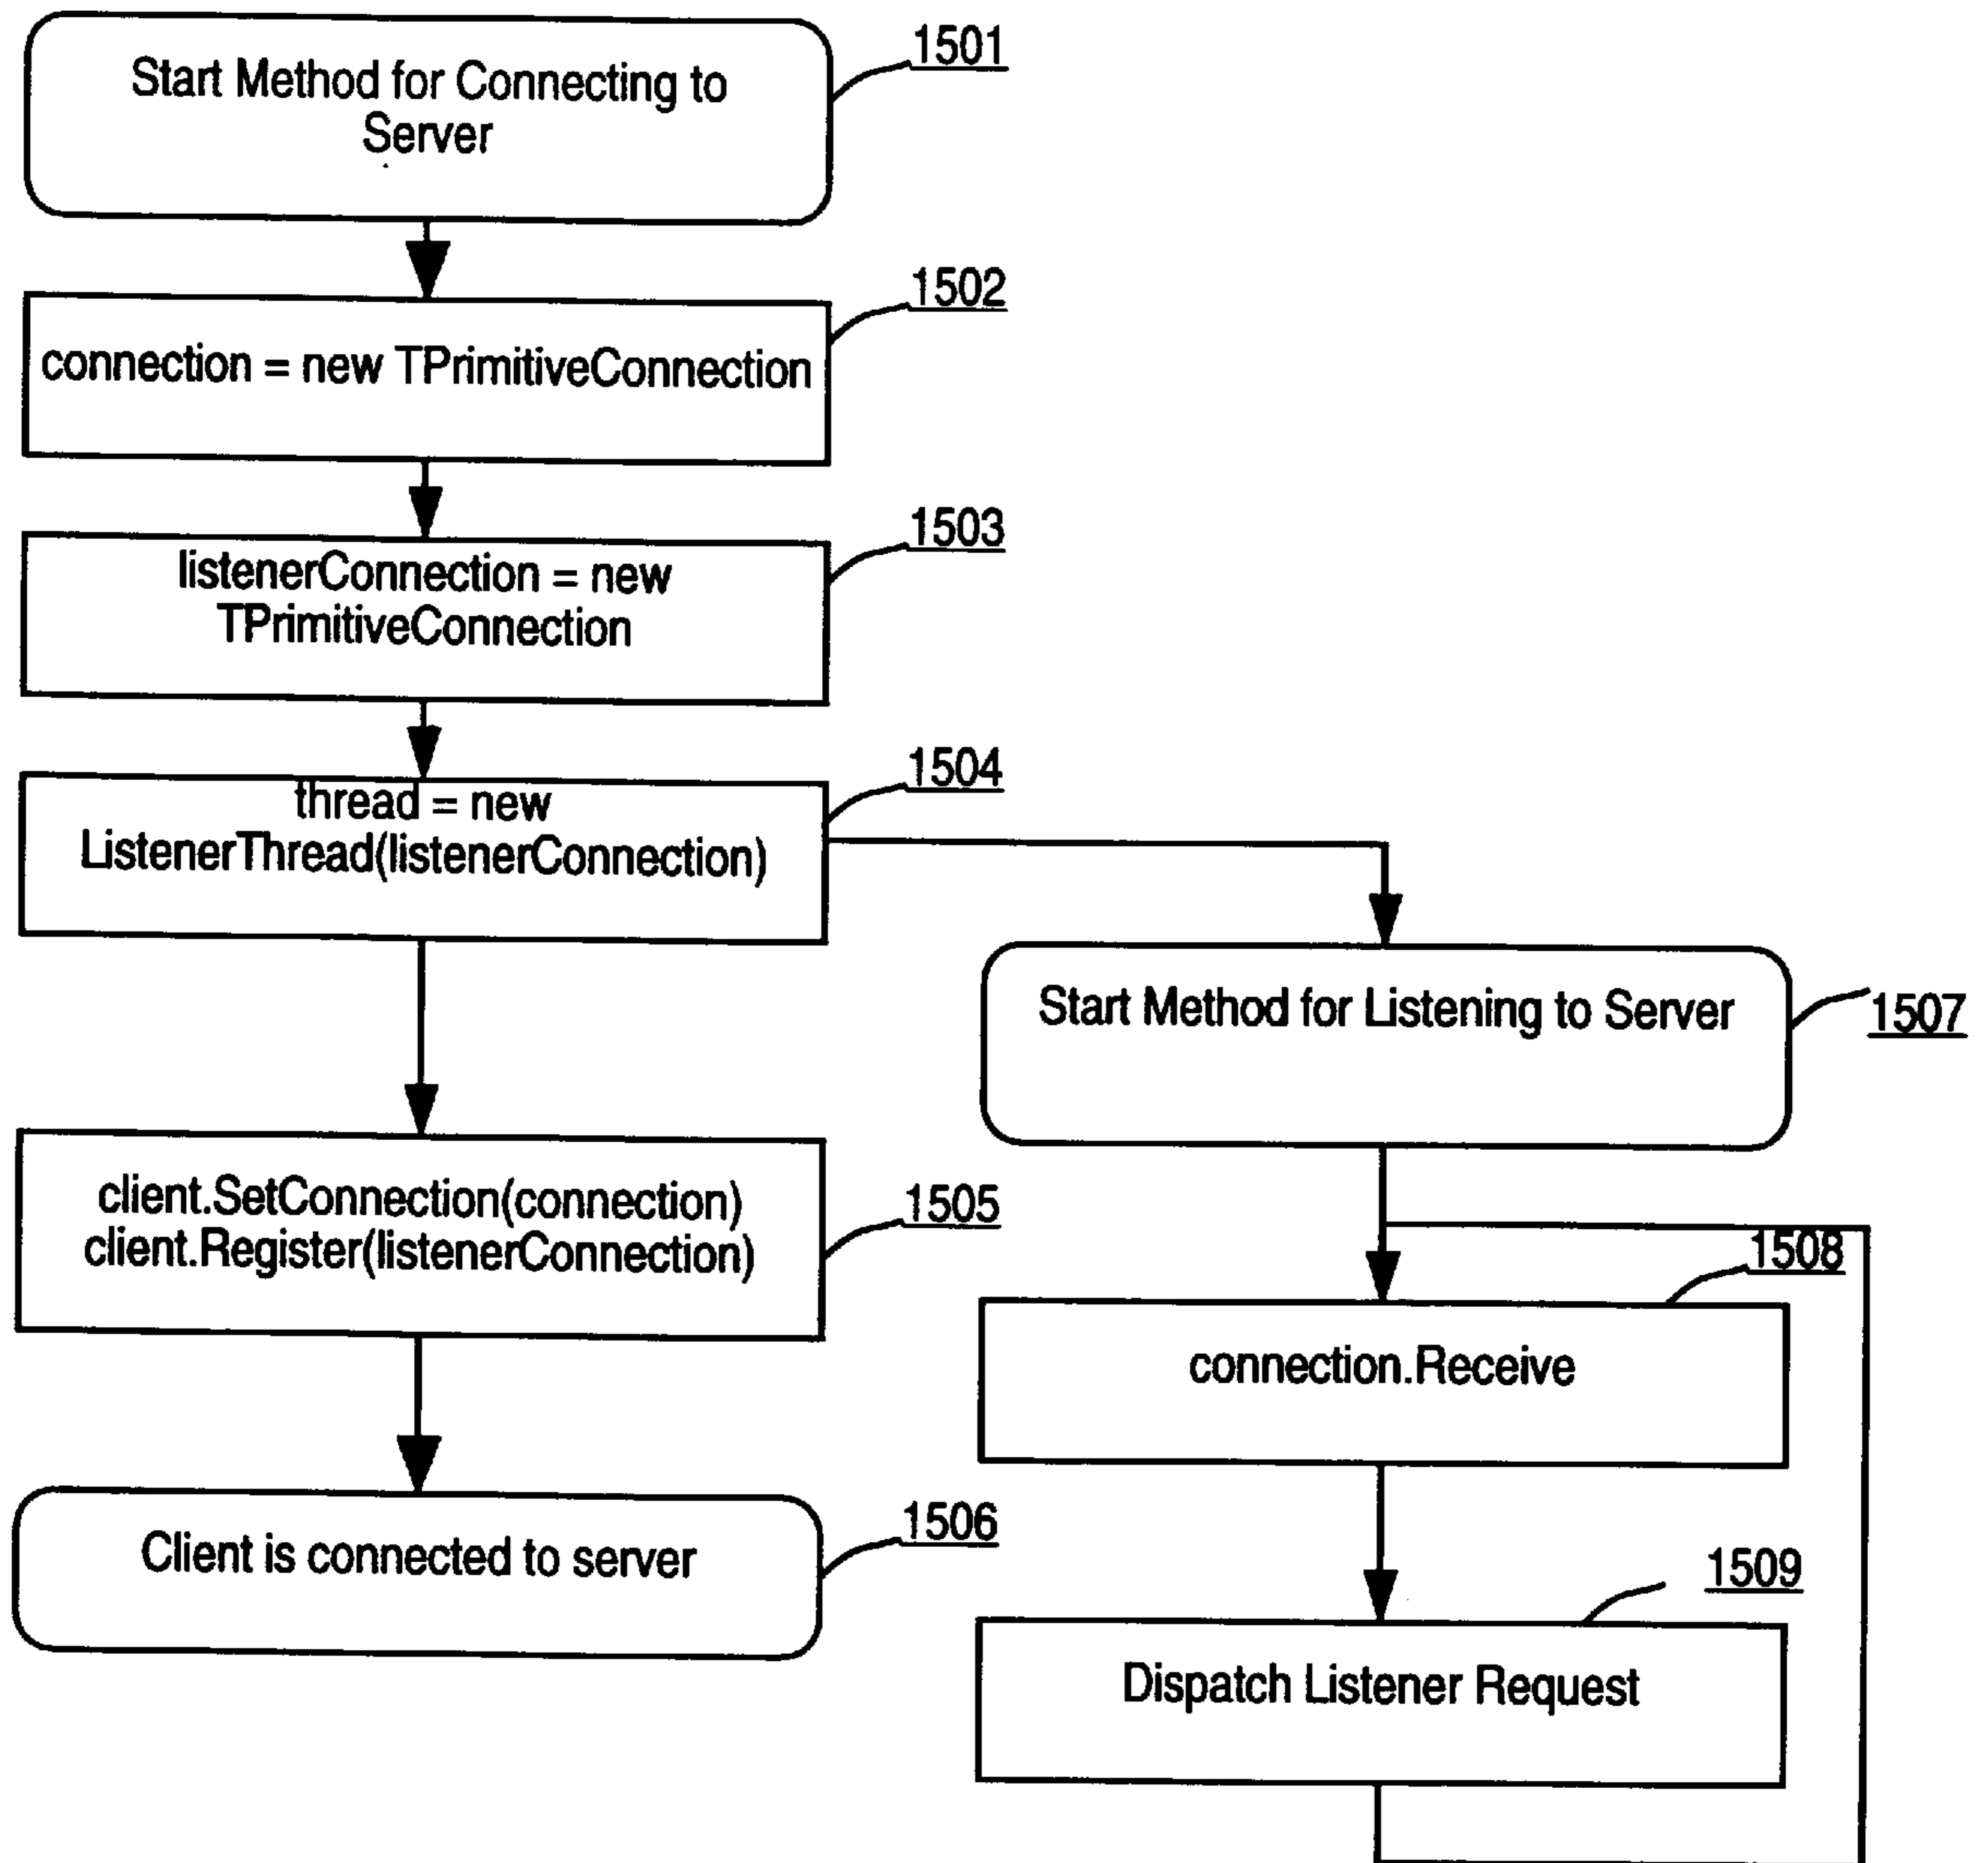 Start Method for Connecting to
Server
1501
connection = new TPrimitiveConnection
1502
listenerConnection = new
TPrimitiveConnection
1503
thread = new
ListenerThread(listenerConnection)
1504
client.SetConnection(connection)
client.Register(listenerConnection)
1505
Client is connected to server
1506
Start Method for Listening to Server
1507
connection.Receive
1508
Dispatch Listener Request
1509